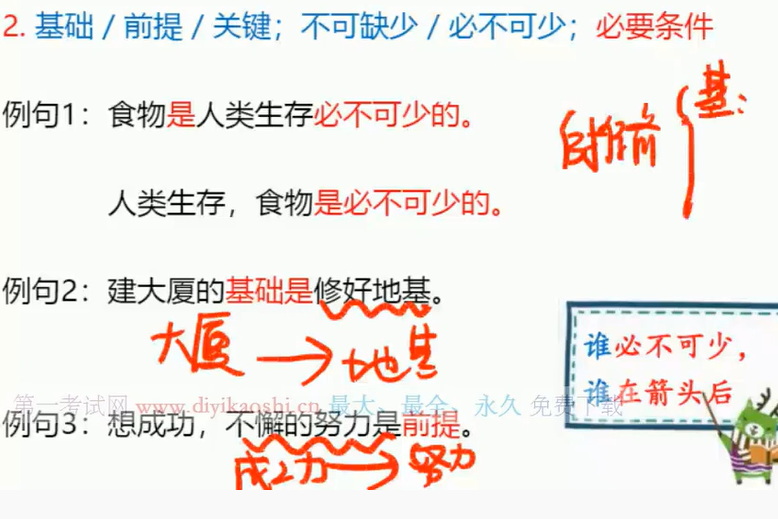 2. 基础 / 前提 / 关键；不可缺少 / 必不可少；必要条件
基:
例句1：食物是人类生存必不可少的。
人类生存，食物是必不可少的。
例句2：建大厦的基础是修好地基。
大厦 → 地基
谁必不可少，
谁在箭头后
第一考试网 www.diyikaoshi.cn 最大、最全、永久 免费下载
例句3：想成功，不懈的努力是前提。
成功 → 努力